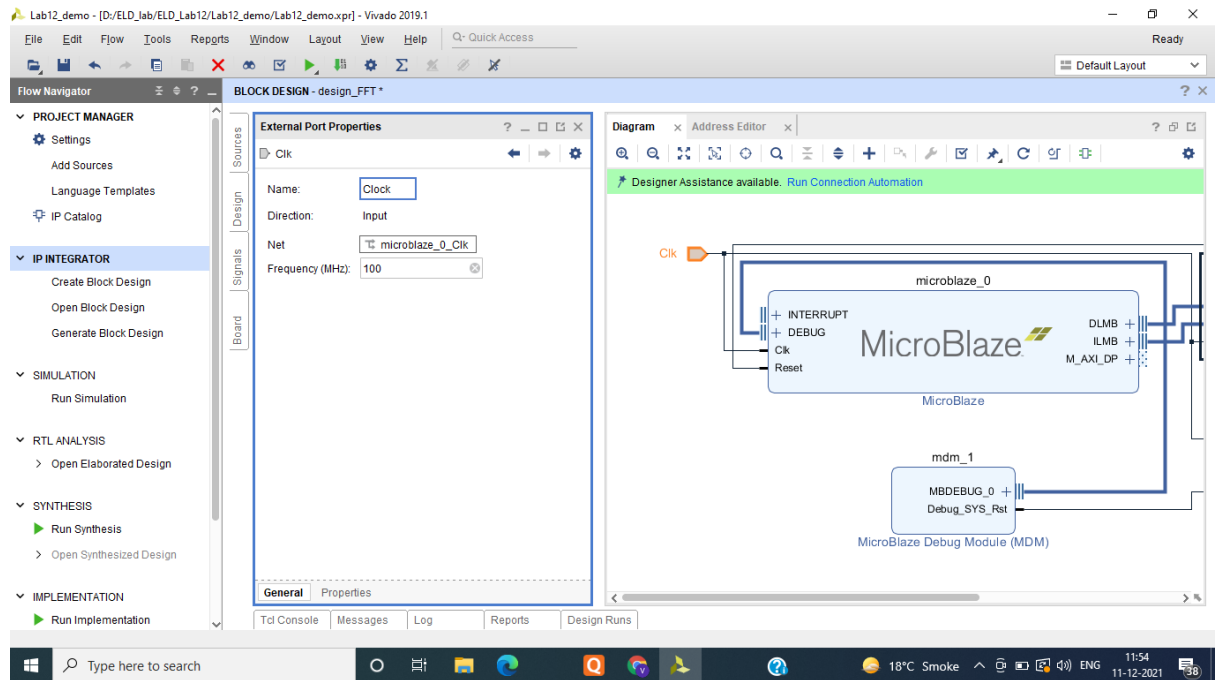 Lab12_demo - [D:/ELD_lab/ELD_Lab12/Lab12_demo/Lab12_demo.xpr] - Vivado 2019.1
File Edit Flow Tools Reports Window Layout View Help Q- Quick Access
Ready
Default Layout
Flow Navigator
PROJECT MANAGER
Settings
Add Sources
Language Templates
IP Catalog
IP INTEGRATOR
Create Block Design
Open Block Design
Generate Block Design
SIMULATION
Run Simulation
RTL ANALYSIS
Open Elaborated Design
SYNTHESIS
Run Synthesis
Open Synthesized Design
IMPLEMENTATION
Run Implementation
BLOCK DESIGN - design_FFT *
Sources
Design
Signals
Board
External Port Properties
Clk
Name: Clock
Direction: Input
Net microblaze_0_Clk
Frequency (MHz): 100
General Properties
Diagram Address Editor
Designer Assistance available. Run Connection Automation
Clk
microblaze_0
INTERRUPT
DEBUG
Clk
Reset
MicroBlaze
DLMB
ILMB
M_AXI_DP
MicroBlaze
mdm_1
MBDEBUG_0
Debug_SYS_Rst
MicroBlaze Debug Module (MDM)
Tcl Console Messages Log Reports Design Runs
Type here to search
18°C Smoke
ENG
11:54
11-12-2021
38